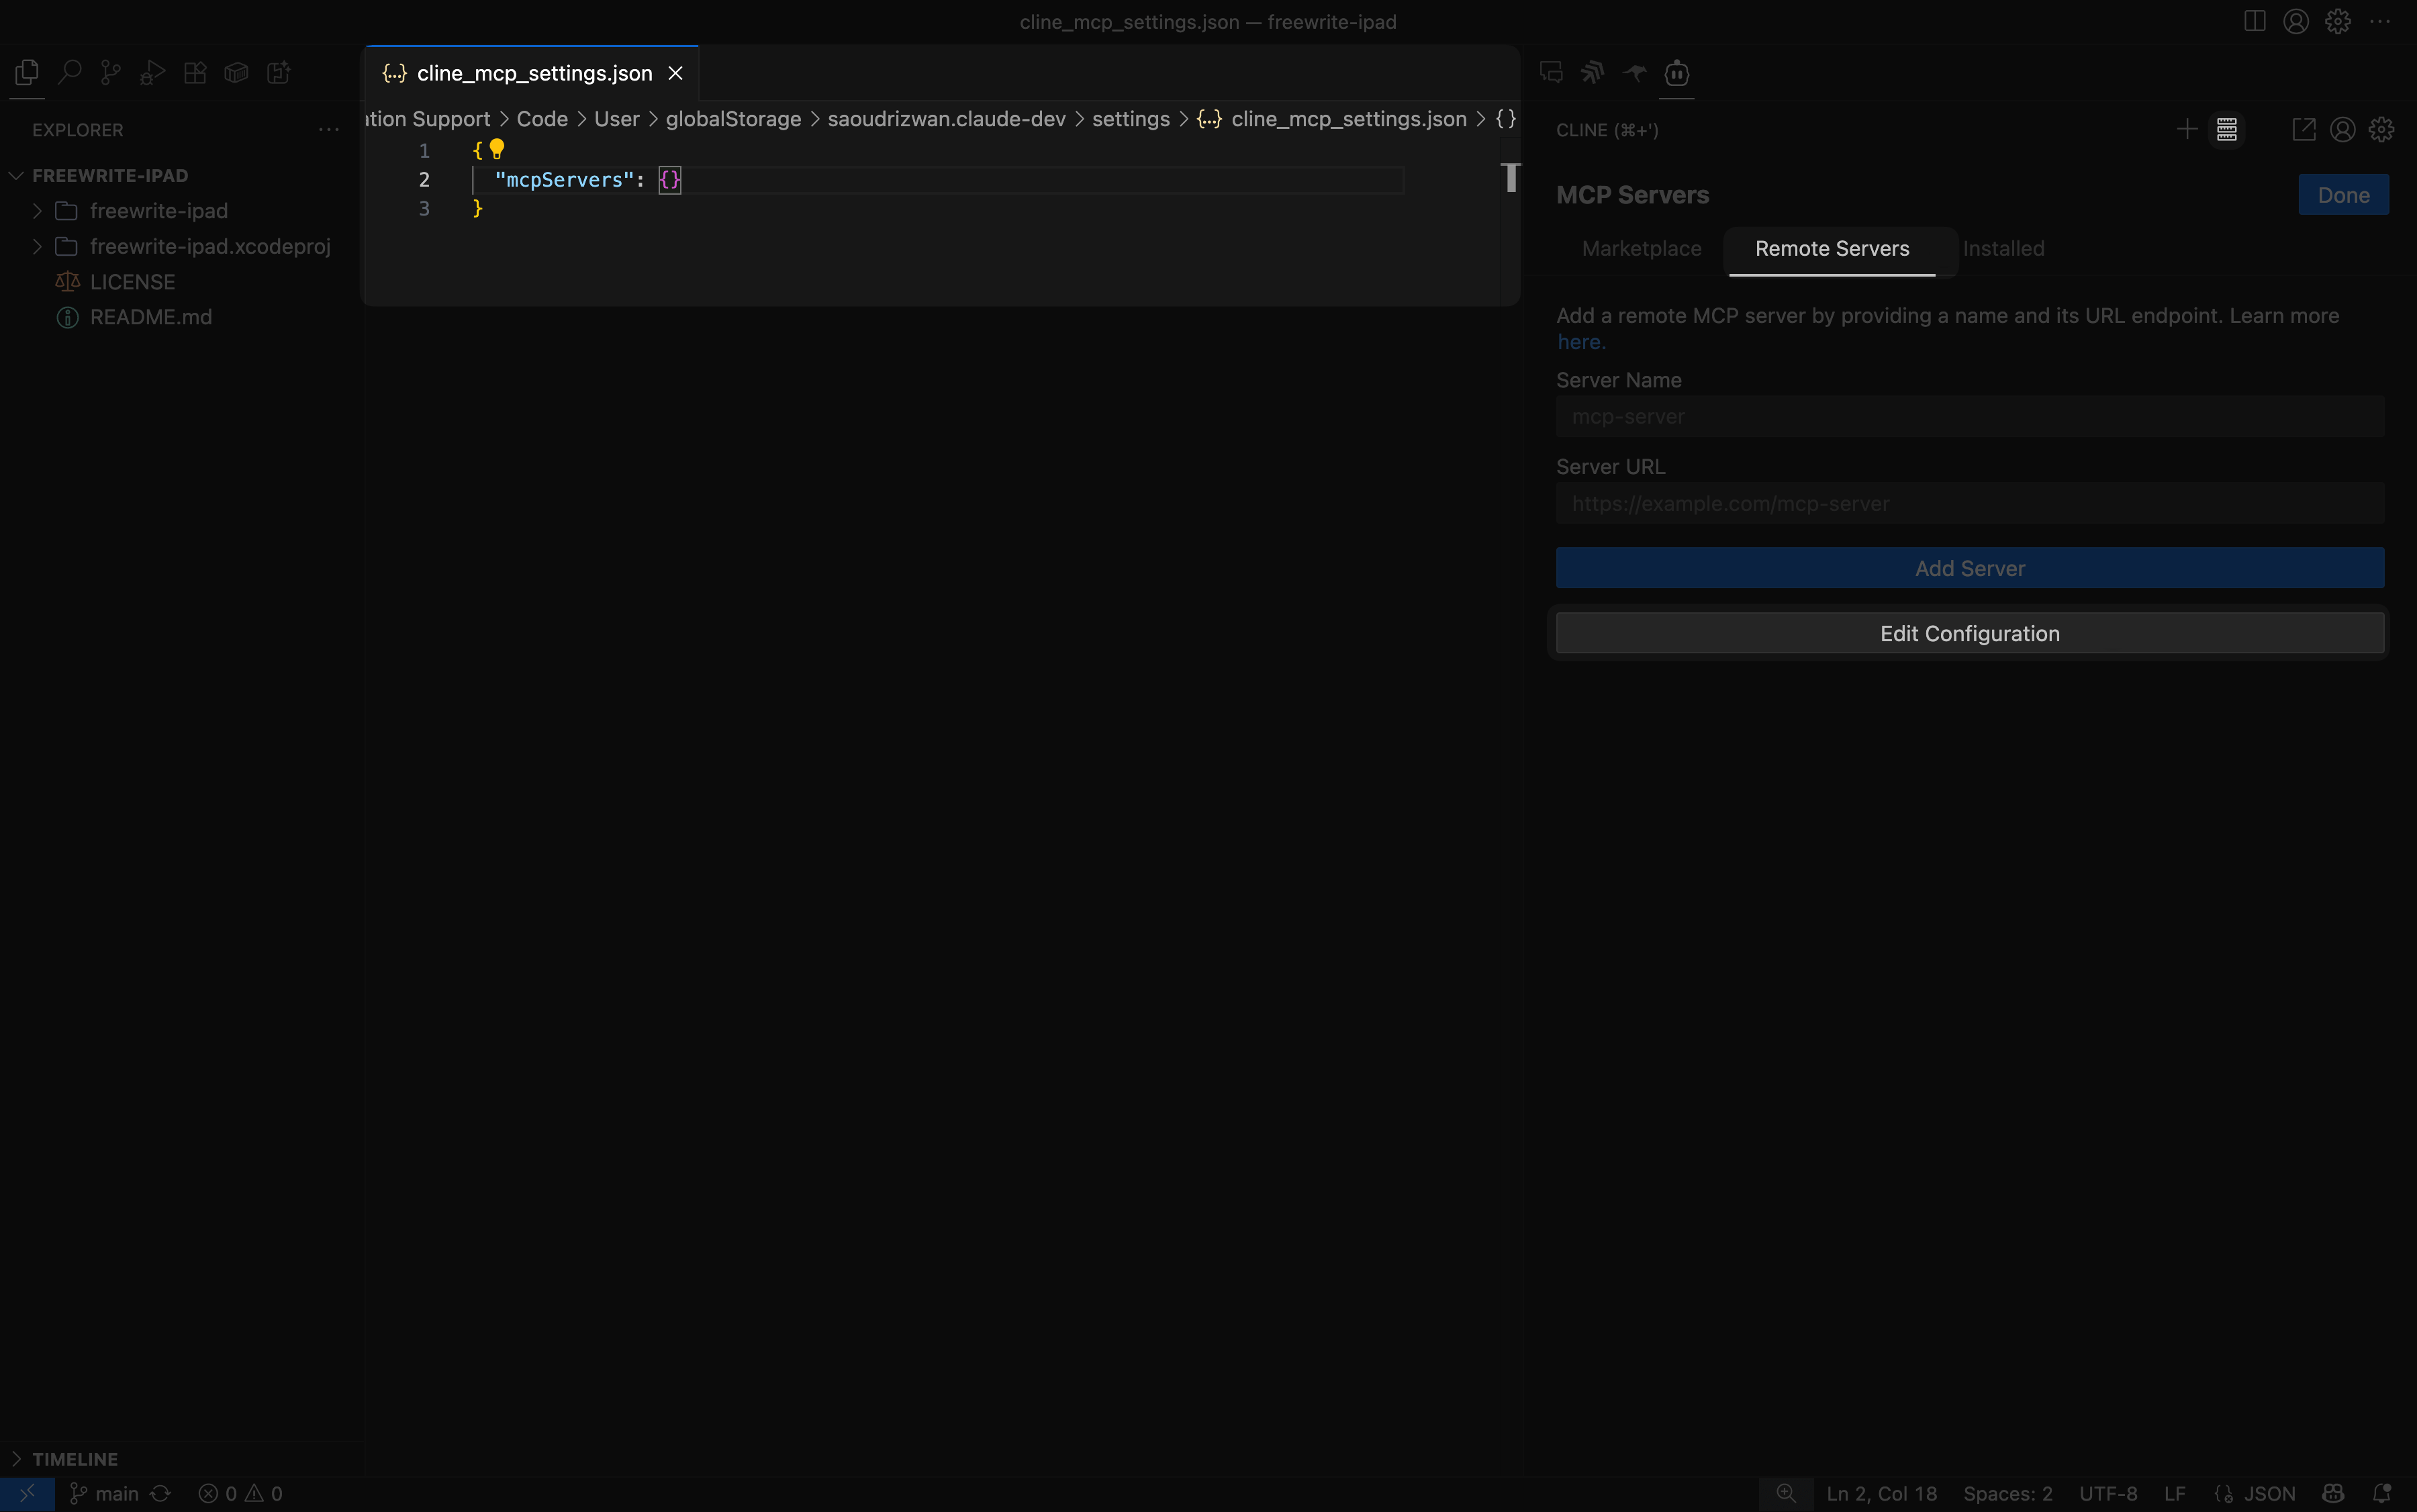 cline_mcp_settings.json — freewrite-ipad
EXPLORER
FREEWRITE-IPAD
freewrite-ipad
freewrite-ipad.xcodeproj
LICENSE
README.md
TIMELINE
{...} cline_mcp_settings.json
Support > Code > User > globalStorage > saoudrizwan.claude-dev > settings > {...} cline_mcp_settings.json > {}
1 {
2 "mcpServers": {}
3 }
CLINE (⌘+')
MCP Servers
Done
Marketplace
Remote Servers
Installed
Add a remote MCP server by providing a name and its URL endpoint. Learn more
here.
Server Name
mcp-server
Server URL
https://example.com/mcp-server
Add Server
Edit Configuration
main
0
0
Ln 2, Col 18
Spaces: 2
UTF-8
LF
JSON